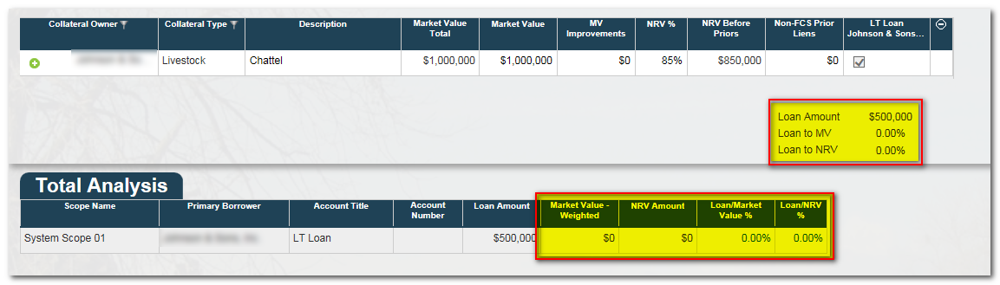 Collateral Owner Collateral Type Description Market Value Total Market Value MV Improvements NRV % NRV Before Priors Non-FCS Prior Liens LT Loan Johnson & Sons...
Livestock Chattel $1,000,000 $1,000,000 $0 85% $850,000 $0
Loan Amount $500,000
Loan to MV 0.00%
Loan to NRV 0.00%
Total Analysis
Scope Name Primary Borrower Account Title Account Number Loan Amount Market Value - Weighted NRV Amount Loan/Market Value % Loan/NRV %
System Scope 01 LT Loan $500,000 $0 $0 0.00% 0.00%